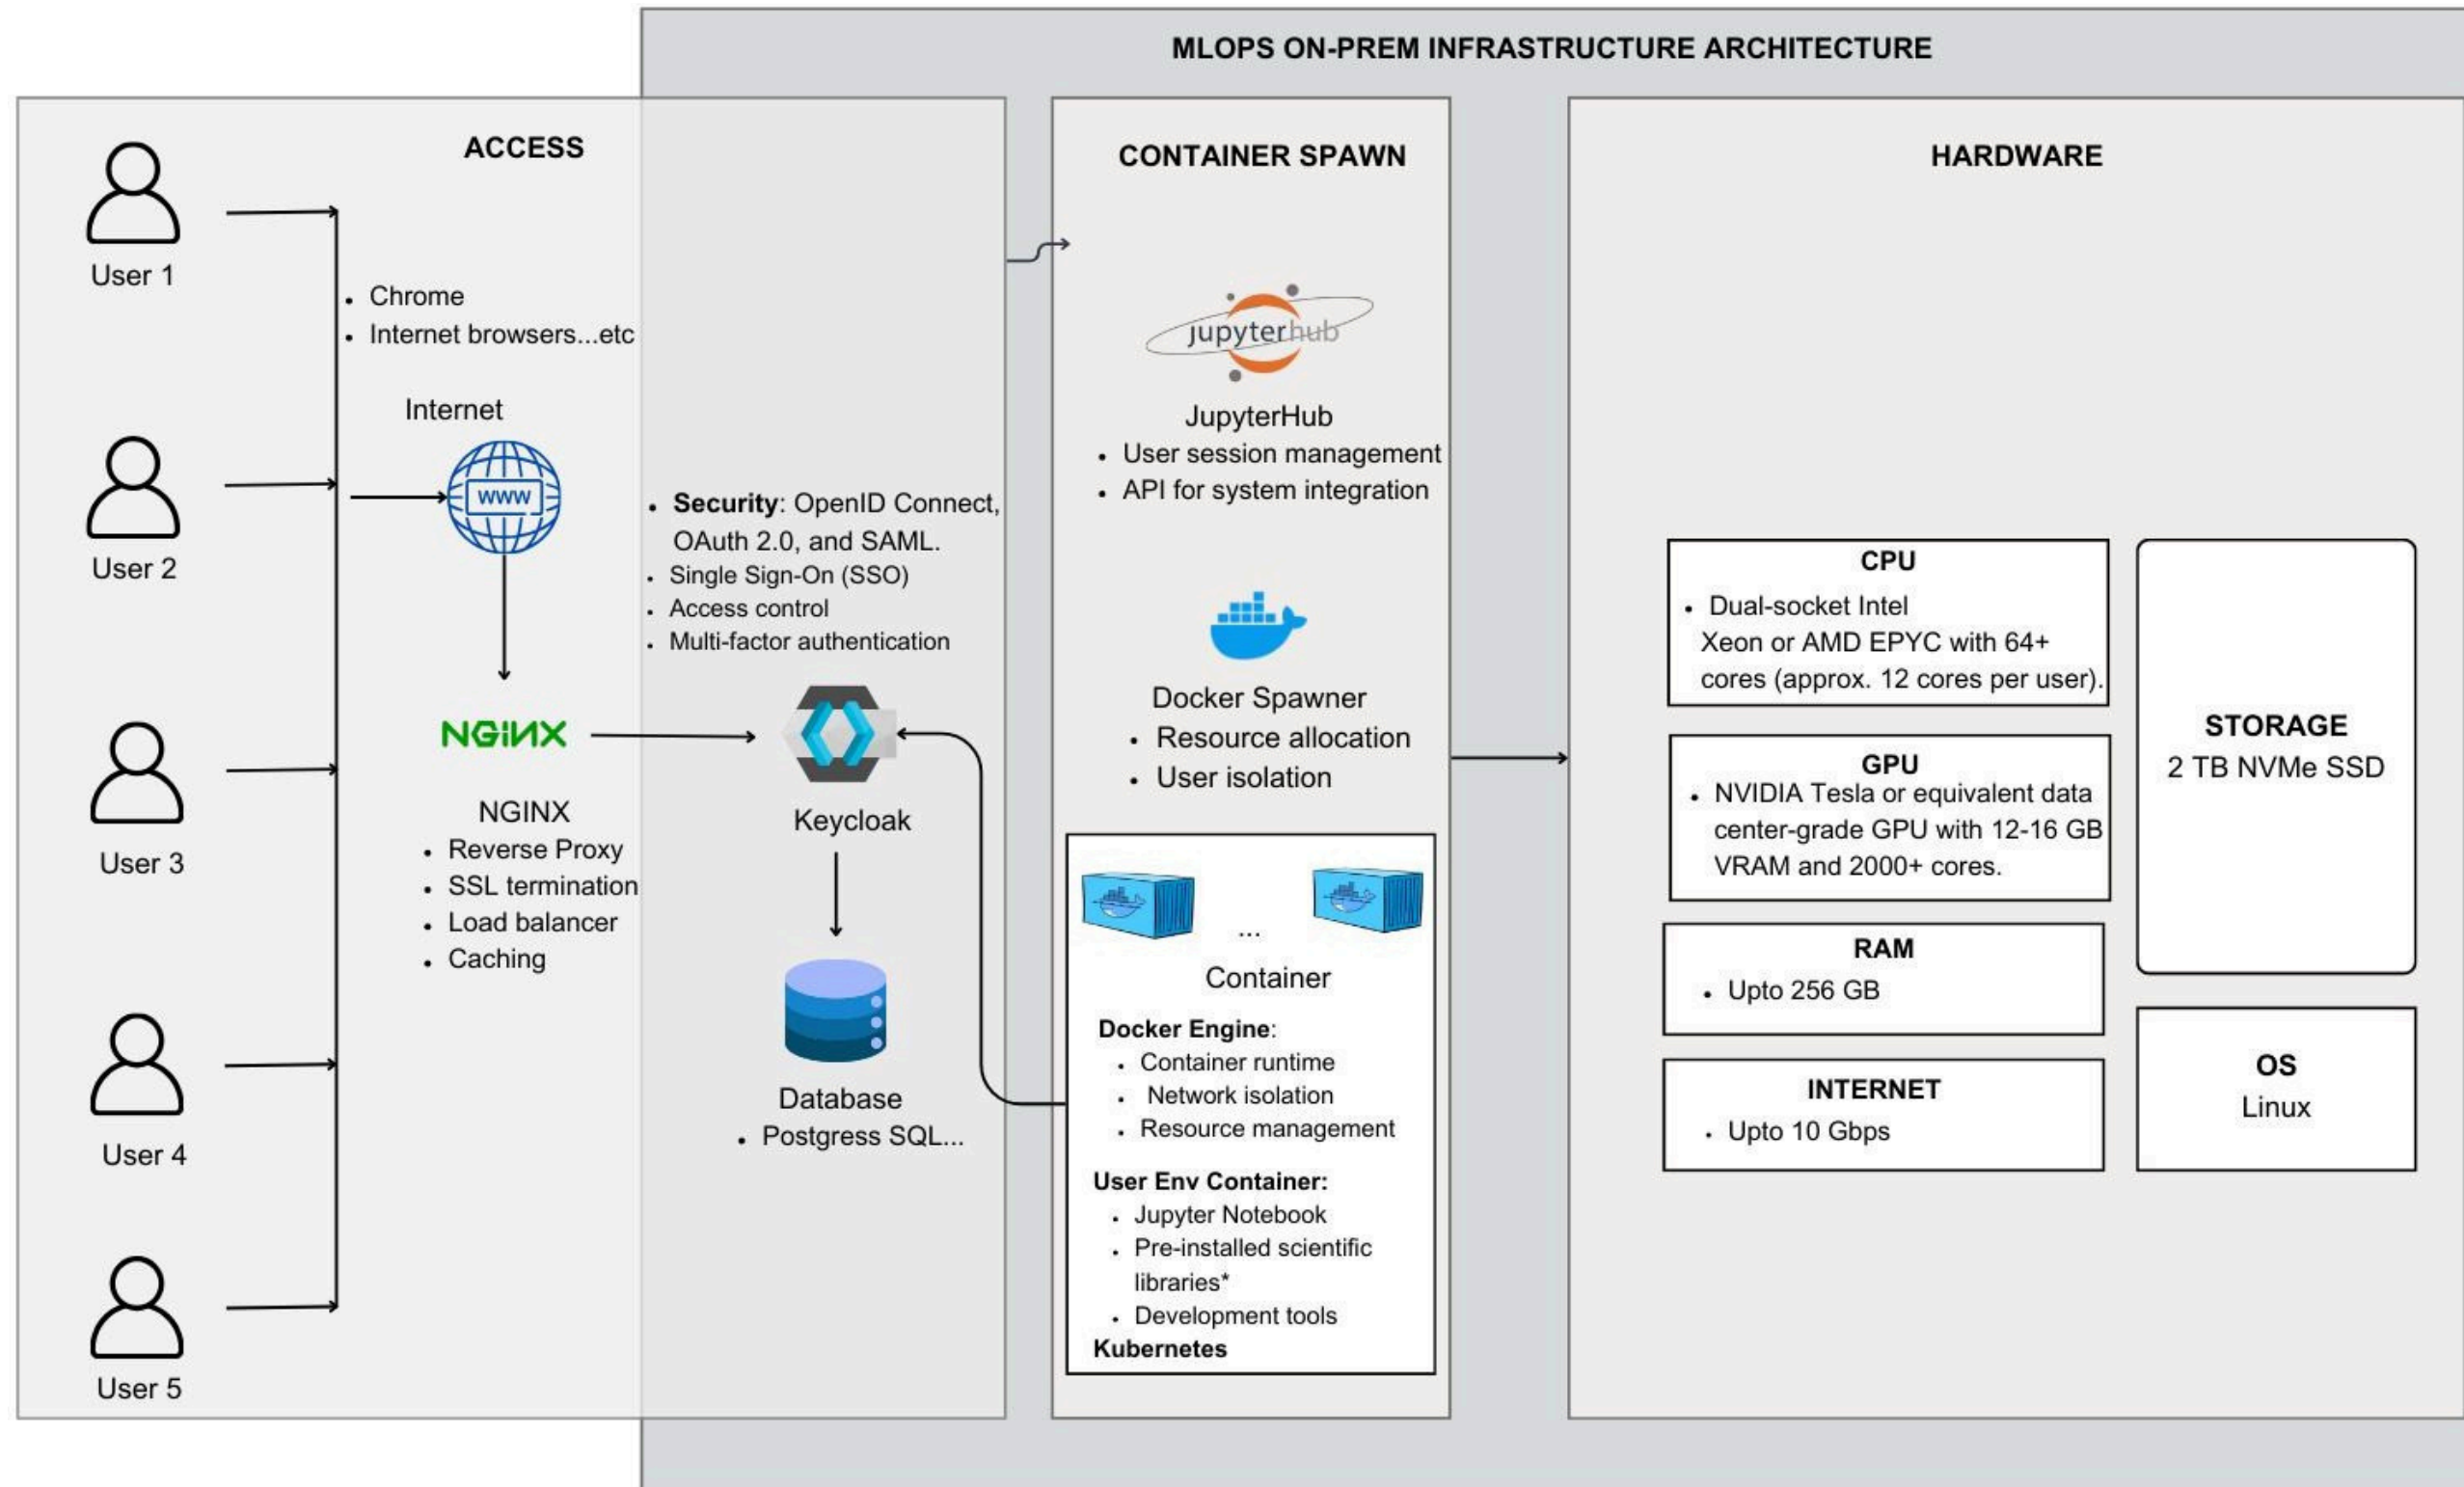 MLOPS ON-PREM INFRASTRUCTURE ARCHITECTURE
ACCESS
User 1
User 2
User 3
User 4
User 5
• Chrome
• Internet browsers...etc
Internet
www
NGINX
NGINX
• Reverse Proxy
• SSL termination
• Load balancer
• Caching
• Security: OpenID Connect,
OAuth 2.0, and SAML.
• Single Sign-On (SSO)
• Access control
• Multi-factor authentication
Keycloak
Database
• Postgress SQL...
CONTAINER SPAWN
jupyterhub
JupyterHub
• User session management
• API for system integration
Docker Spawner
• Resource allocation
• User isolation
...
Container
Docker Engine:
• Container runtime
• Network isolation
• Resource management
User Env Container:
• Jupyter Notebook
• Pre-installed scientific
libraries*
• Development tools
Kubernetes
HARDWARE
CPU
• Dual-socket Intel
Xeon or AMD EPYC with 64+
cores (approx. 12 cores per user).
GPU
• NVIDIA Tesla or equivalent data
center-grade GPU with 12-16 GB
VRAM and 2000+ cores.
RAM
• Upto 256 GB
INTERNET
• Upto 10 Gbps
STORAGE
2 TB NVMe SSD
OS
Linux